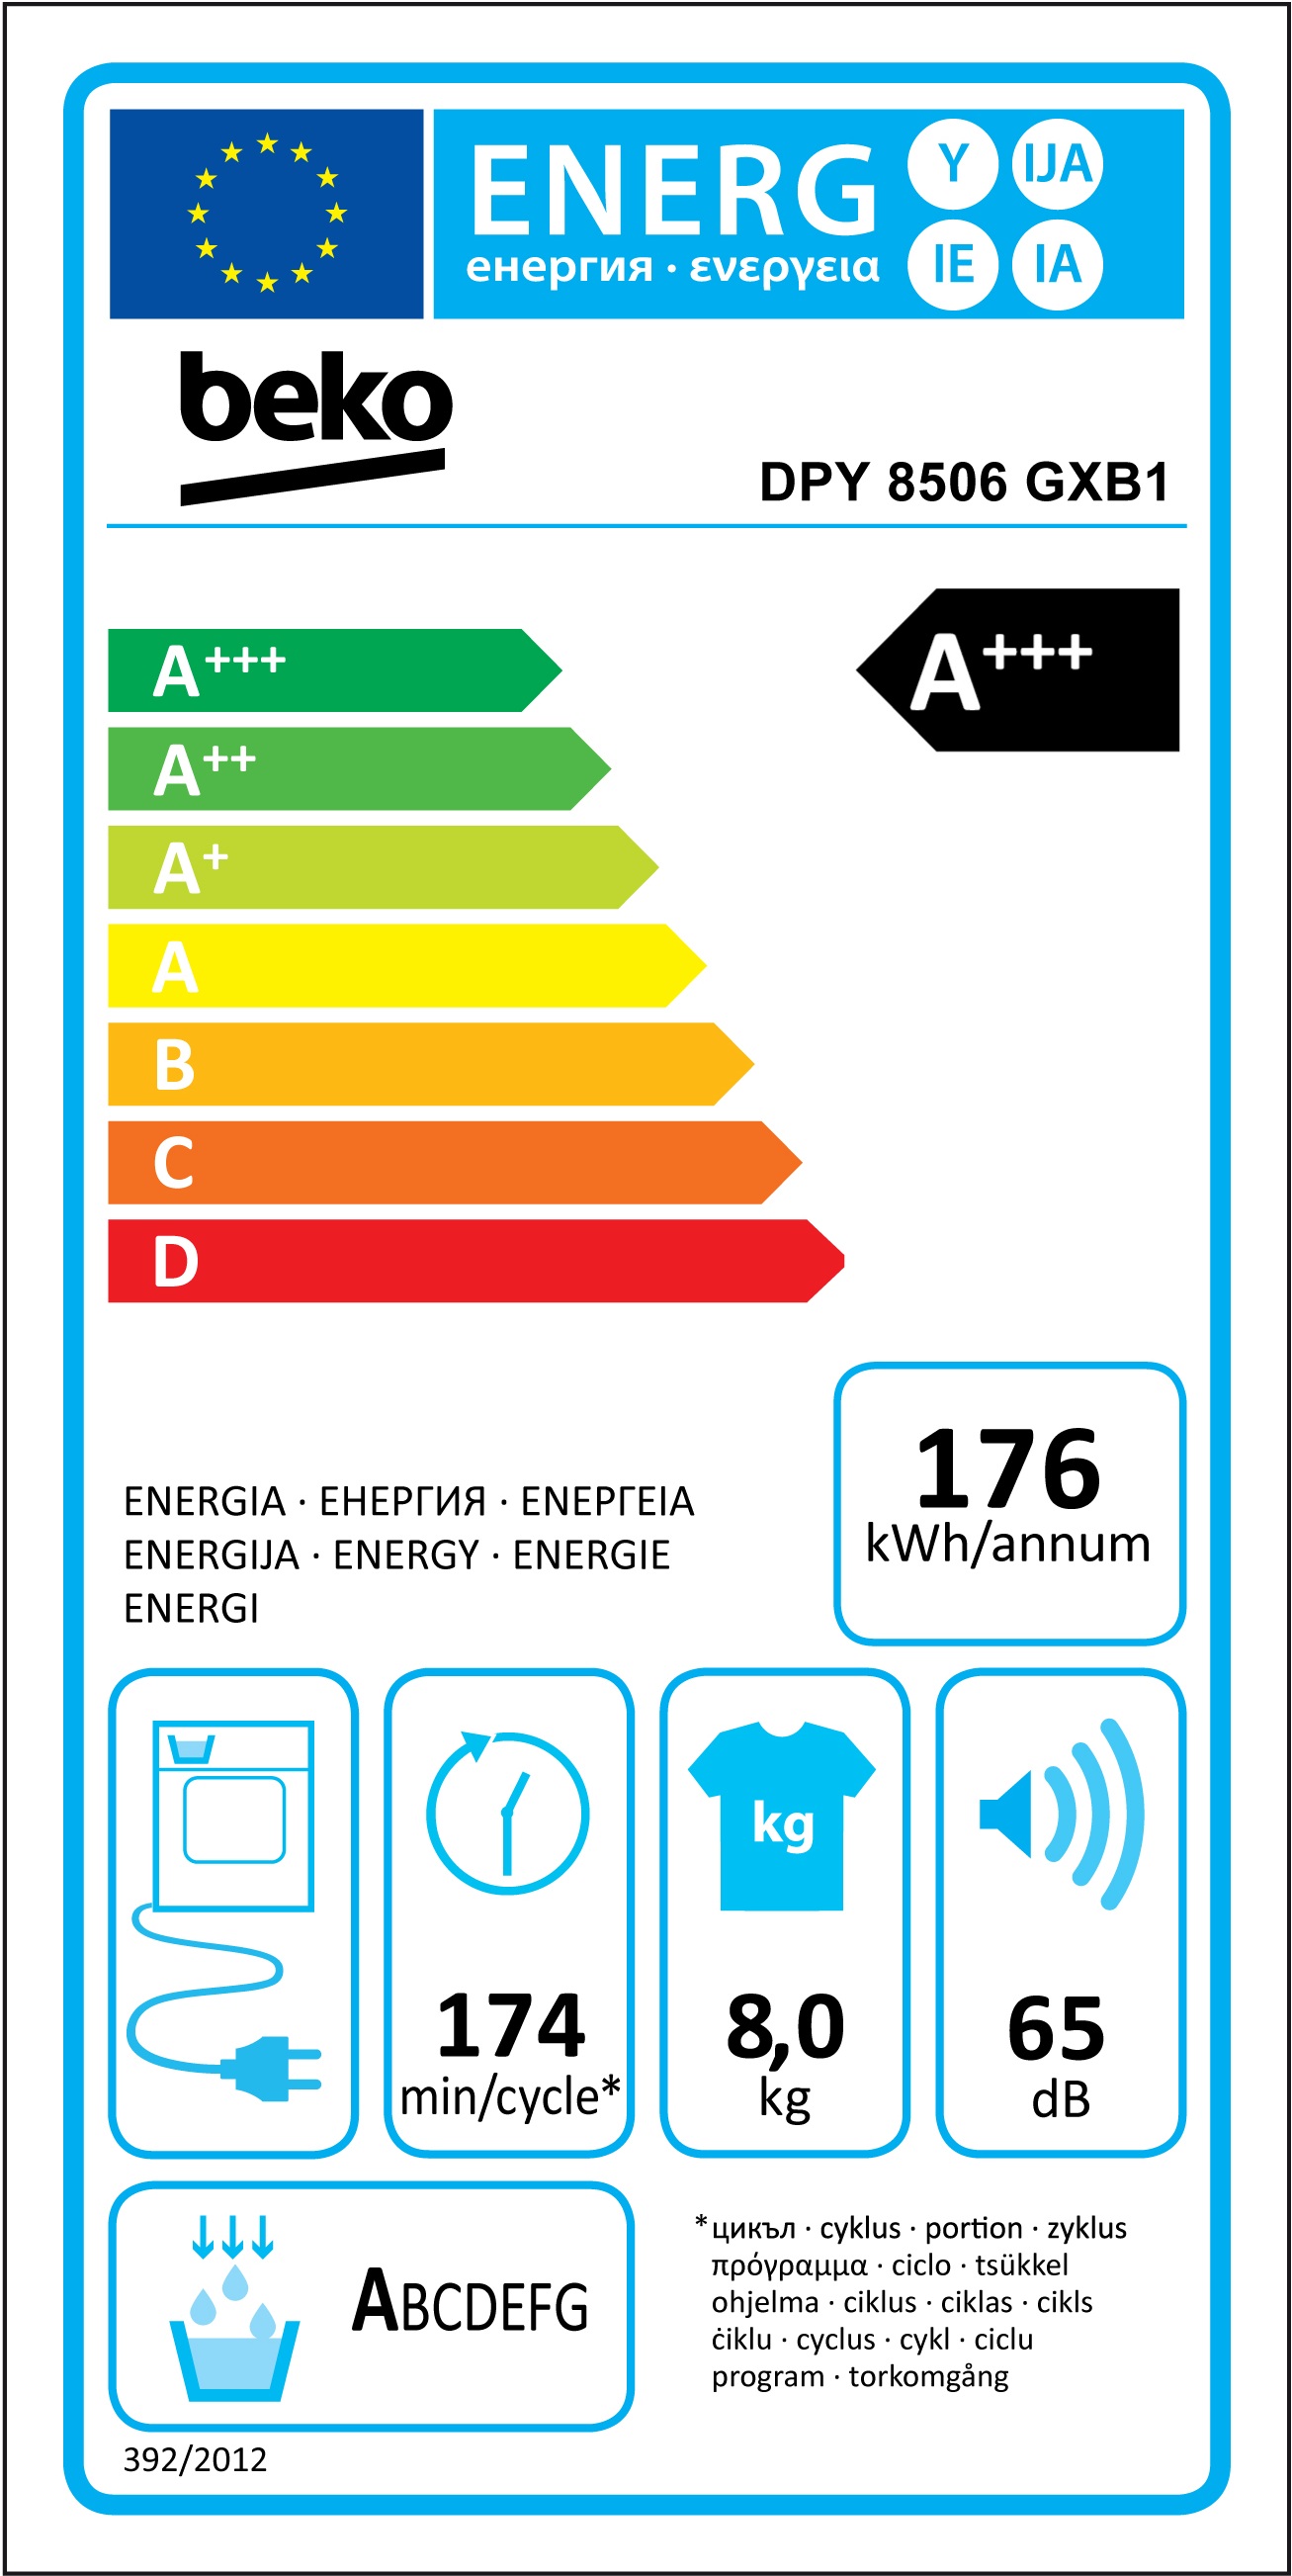 ENERG
енергия · ενεργεια
Y IJA
IE IA
beko
DPY 8506 GXB1
A+++
A+++
A++
A+
A
B
C
D
176
kWh/annum
ENERGIA · ЕНЕРГИЯ · ΕΝΕΡΓΕΙΑ
ENERGIJA · ENERGY · ENERGIE
ENERGI
kg
174
min/cycle*
8,0
kg
65
dB
ABCDEFG
*цикъл · cyklus · portion · zyklus
πρόγραμμα · ciclo · tsükkel
ohjelma · ciklus · ciklas · cikls
ċiklu · cyclus · cykl · ciclu
program · torkomgång
392/2012